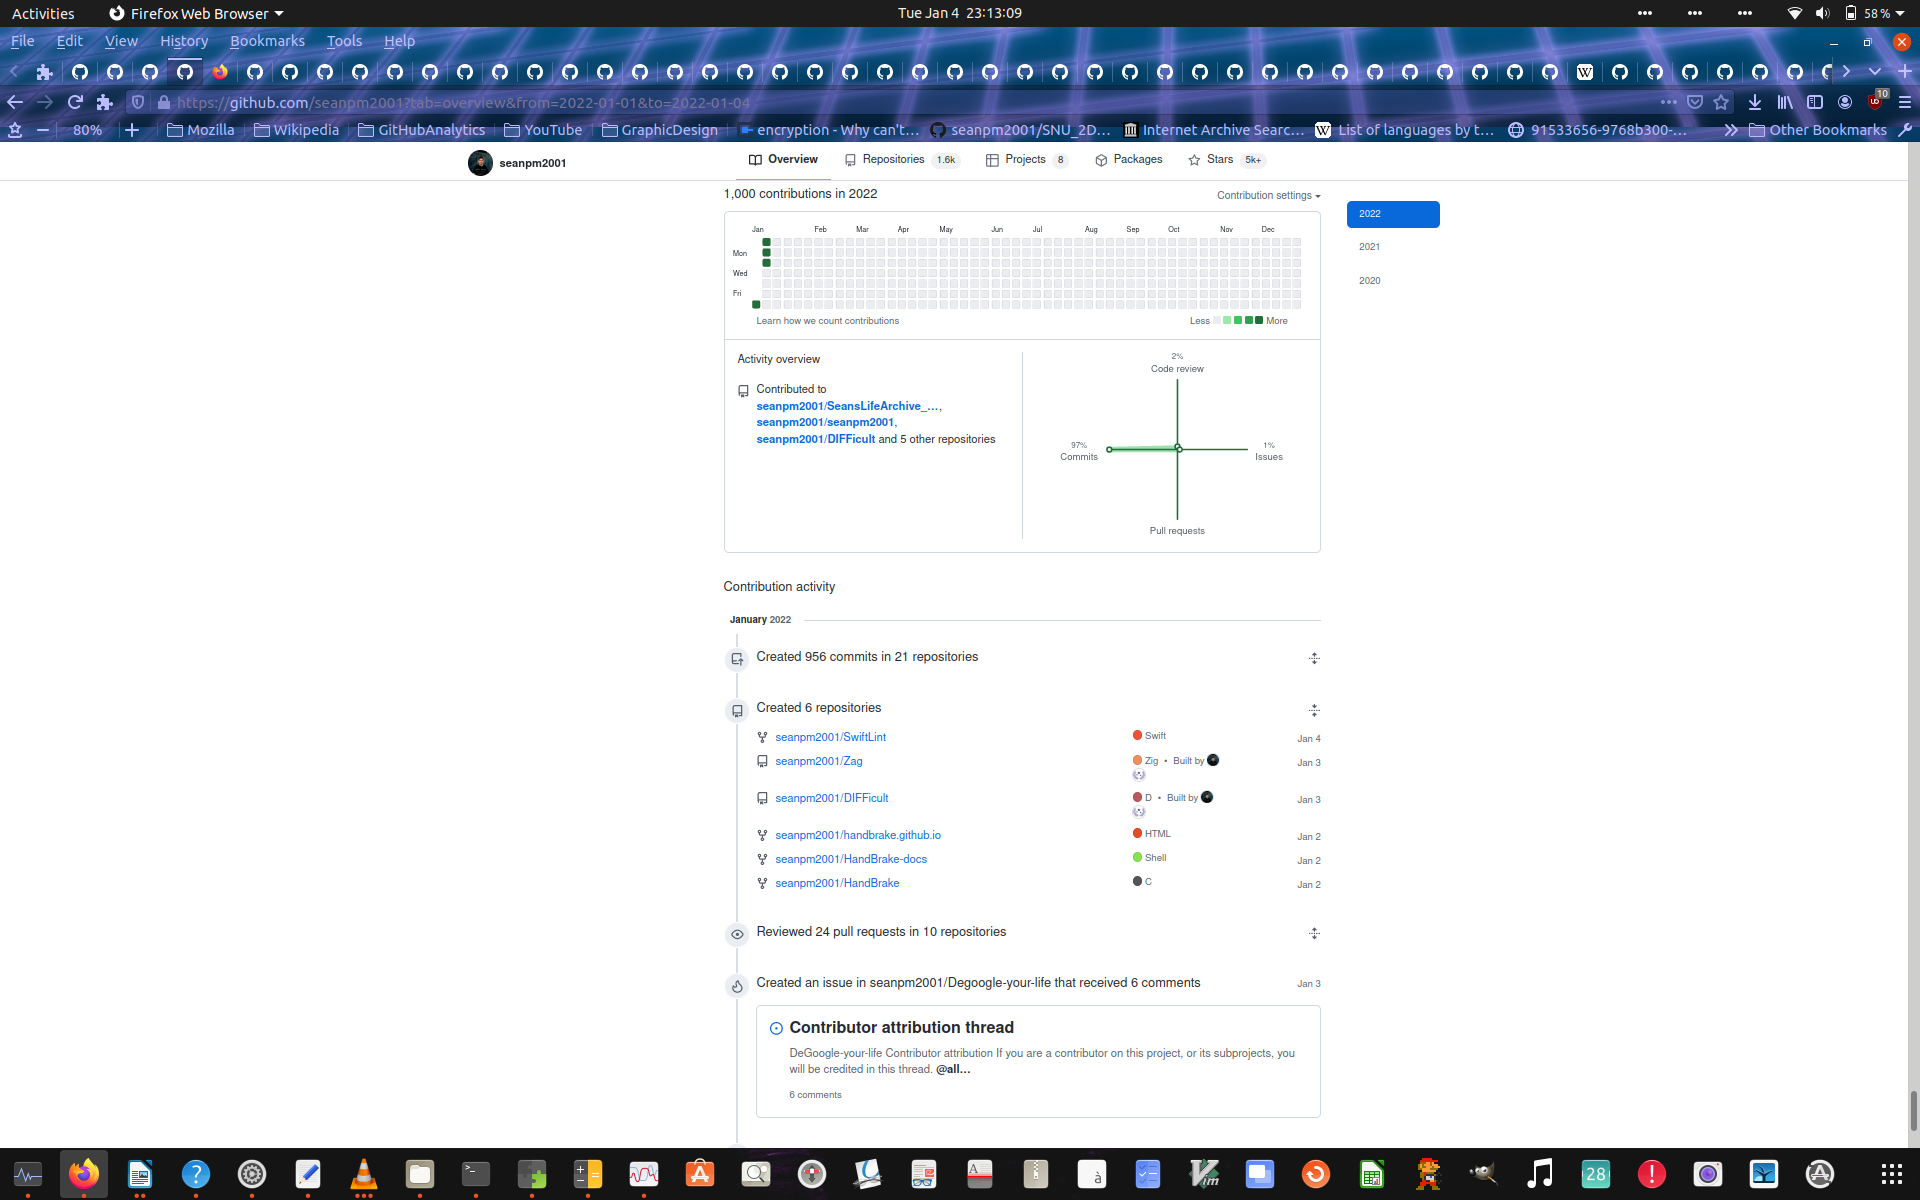 Activities
Firefox Web Browser
Tue Jan 4 23:13:09
58 %
File Edit View History Bookmarks Tools Help
https://github.com/seanpm2001?tab=overview&from=2022-01-01&to=2022-01-04
10
80%
Mozilla
Wikipedia
GitHubAnalytics
YouTube
GraphicDesign
encryption - Why can't...
seanpm2001/SNU_2D...
Internet Archive Searc...
List of languages by t...
91533656-9768b300-...
Other Bookmarks
seanpm2001
Overview
Repositories 1.6k
Projects 8
Packages
Stars 5k+
1,000 contributions in 2022
Contribution settings
2022
2021
2020
Jan Feb Mar Apr May Jun Jul Aug Sep Oct Nov Dec
Mon
Wed
Fri
Learn how we count contributions
Less
More
Activity overview
Contributed to
seanpm2001/SeansLifeArchive_...,
seanpm2001/seanpm2001,
seanpm2001/DIFFicult and 5 other repositories
2%
Code review
97%
Commits
1%
Issues
Pull requests
Contribution activity
January 2022
Created 956 commits in 21 repositories
Created 6 repositories
seanpm2001/SwiftLint Swift Jan 4
seanpm2001/Zag Zig • Built by Jan 3
seanpm2001/DIFFicult D • Built by Jan 3
seanpm2001/handbrake.github.io HTML Jan 2
seanpm2001/HandBrake-docs Shell Jan 2
seanpm2001/HandBrake C Jan 2
Reviewed 24 pull requests in 10 repositories
Created an issue in seanpm2001/Degoogle-your-life that received 6 comments Jan 3
Contributor attribution thread
DeGoogle-your-life Contributor attribution If you are a contributor on this project, or its subprojects, you
will be credited in this thread. @all...
6 comments
28